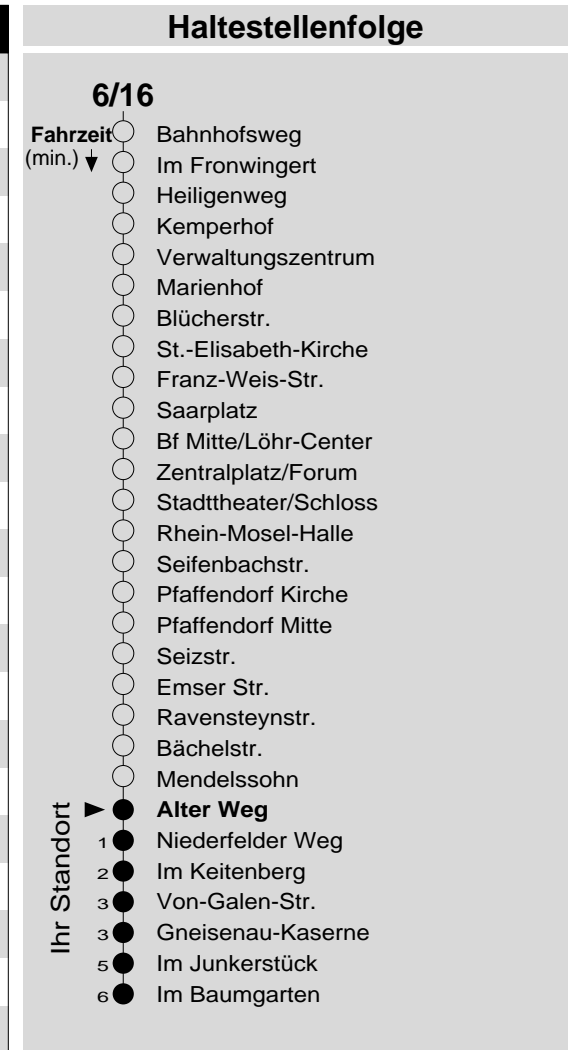 Haltestellenfolge
6/16
Fahrzeit
(min.)
Bahnhofsweg
Im Fronwingert
Heiligenweg
Kemperhof
Verwaltungszentrum
Marienhof
Blücherstr.
St.-Elisabeth-Kirche
Franz-Weis-Str.
Saarplatz
Bf Mitte/Löhr-Center
Zentralplatz/Forum
Stadttheater/Schloss
Rhein-Mosel-Halle
Seifenbachstr.
Pfaffendorf Kirche
Pfaffendorf Mitte
Seizstr.
Emser Str.
Ravensteynstr.
Bächelstr.
Mendelssohn
Ihr Standort
Alter Weg
1 Niederfelder Weg
2 Im Keitenberg
3 Von-Galen-Str.
3 Gneisenau-Kaserne
5 Im Junkerstück
6 Im Baumgarten